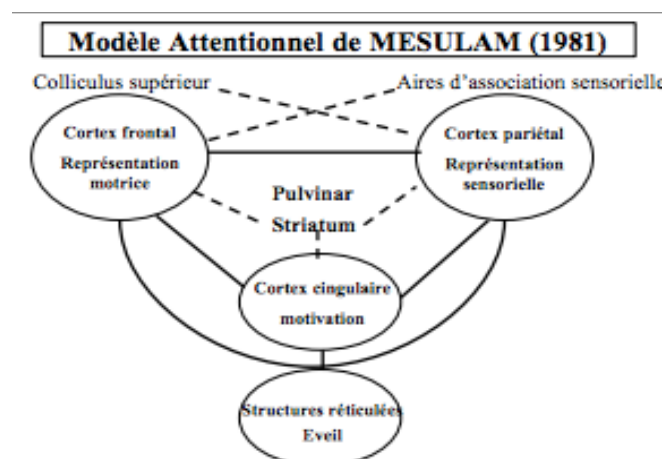 Modèle Attentionnel de MESULAM (1981)
Colliculus supérieur
Aires d'association sensorielle
Cortex frontal
Représentation
motrice
Cortex pariétal
Représentation
sensorielle
Pulvinar
Striatum
Cortex cingulaire
motivation
Structures réticulées
Eveil